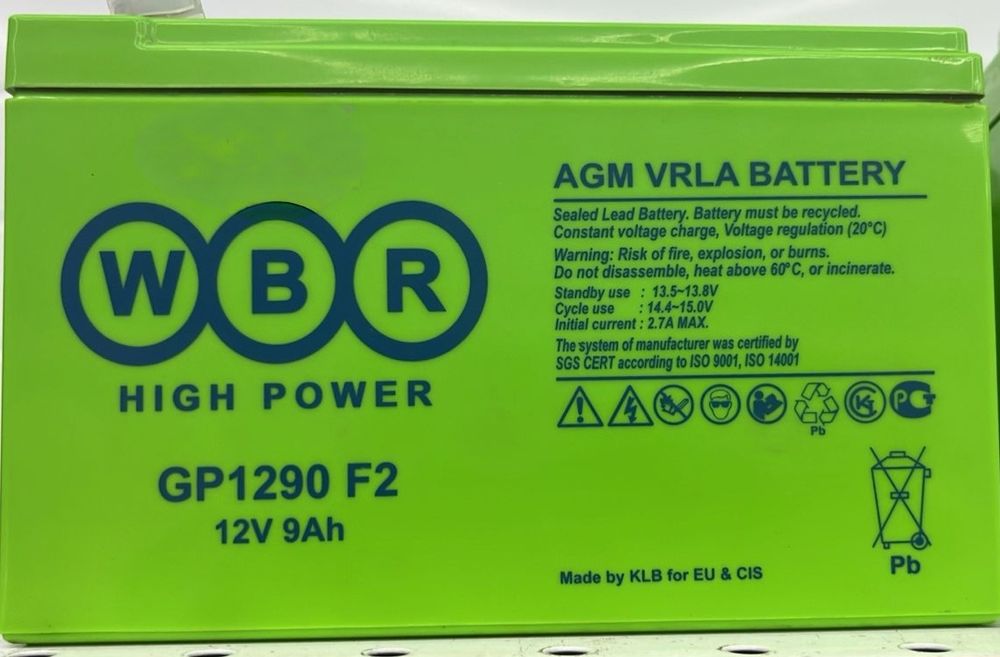 WBR
HIGH POWER
GP1290 F2
12V 9Ah
AGM VRLA BATTERY
Sealed Lead Battery. Battery must be recycled.
Constant voltage charge, Voltage regulation (20°C)
Warning: Risk of fire, explosion, or burns.
Do not disassemble, heat above 60°C, or incinerate.
Standby use : 13.5~13.8V
Cycle use : 14.4~15.0V
Initial current : 2.7A MAX.
The system of manufacturer was certified by
SGS CERT according to ISO 9001, ISO 14001
Pb
Pb
Made by KLB for EU & CIS